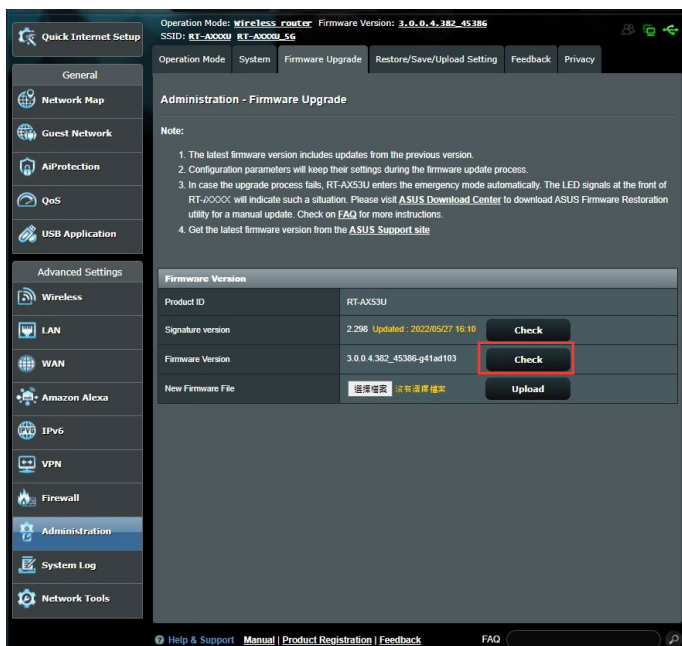 Quick Internet Setup
General
Network Map
Guest Network
AiProtection
QoS
USB Application
Advanced Settings
Wireless
LAN
WAN
Amazon Alexa
IPv6
VPN
Firewall
Administration
System Log
Network Tools
Operation Mode: Wireless router Firmware Version: 3.0.0.4.382_45386
SSID: RT-AXXXU RT-AXXXU_5G
Operation Mode System Firmware Upgrade Restore/Save/Upload Setting Feedback Privacy
Administration - Firmware Upgrade
Note:
1. The latest firmware version includes updates from the previous version.
2. Configuration parameters will keep their settings during the firmware update process.
3. In case the upgrade process fails, RT-AX53U enters the emergency mode automatically. The LED signals at the front of
RT-AXXXX will indicate such a situation. Please visit ASUS Download Center to download ASUS Firmware Restoration
utility for a manual update. Check on FAQ for more instructions.
4. Get the latest firmware version from the ASUS Support site
Firmware Version
Product ID RT-AX53U
Signature version 2.298 Updated : 2022/05/27 16:10 Check
Firmware Version 3.0.0.4.382_45386-g41ad103 Check
New Firmware File 選擇檔案 沒有選擇檔案 Upload
Help & Support Manual | Product Registration | Feedback FAQ